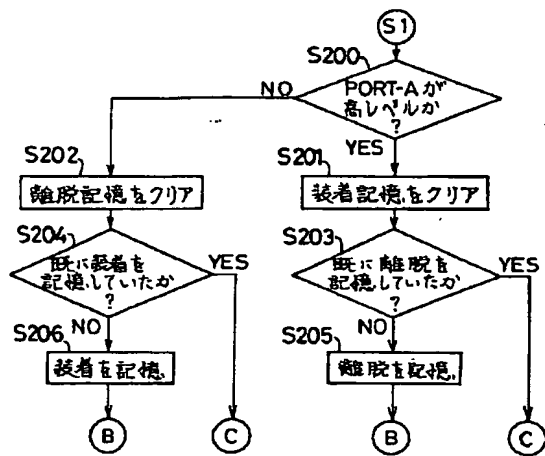 S1
S200
PORT-Aが
高レベルか
?
NO
YES
S202
離脱記憶をクリア
S201
装着記憶をクリア
S204
既に装着を
記憶していたか
?
YES
NO
S203
既に離脱を
記憶していたか
?
YES
NO
S206
装着を記憶
S205
離脱を記憶
B
C
B
C